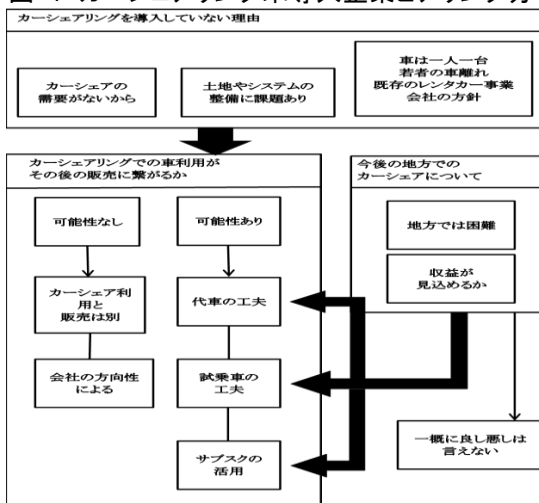 カーシェアリングを導入していない理由
カーシェアの
需要がないから
土地やシステムの
整備に課題あり
車は一人一台
若者の車離れ
既存のレンタカー事業
会社の方針
カーシェアリングでの車利用が
その後の販売に繋がるか
可能性なし
可能性あり
カーシェア利
用と
販売は別
代車の工夫
会社の方向性
による
試乗車の
工夫
サブスクの
活用
今後の地方での
カーシェアについて
地方では困難
収益が
見込めるか
一概に良し悪しは
言えない